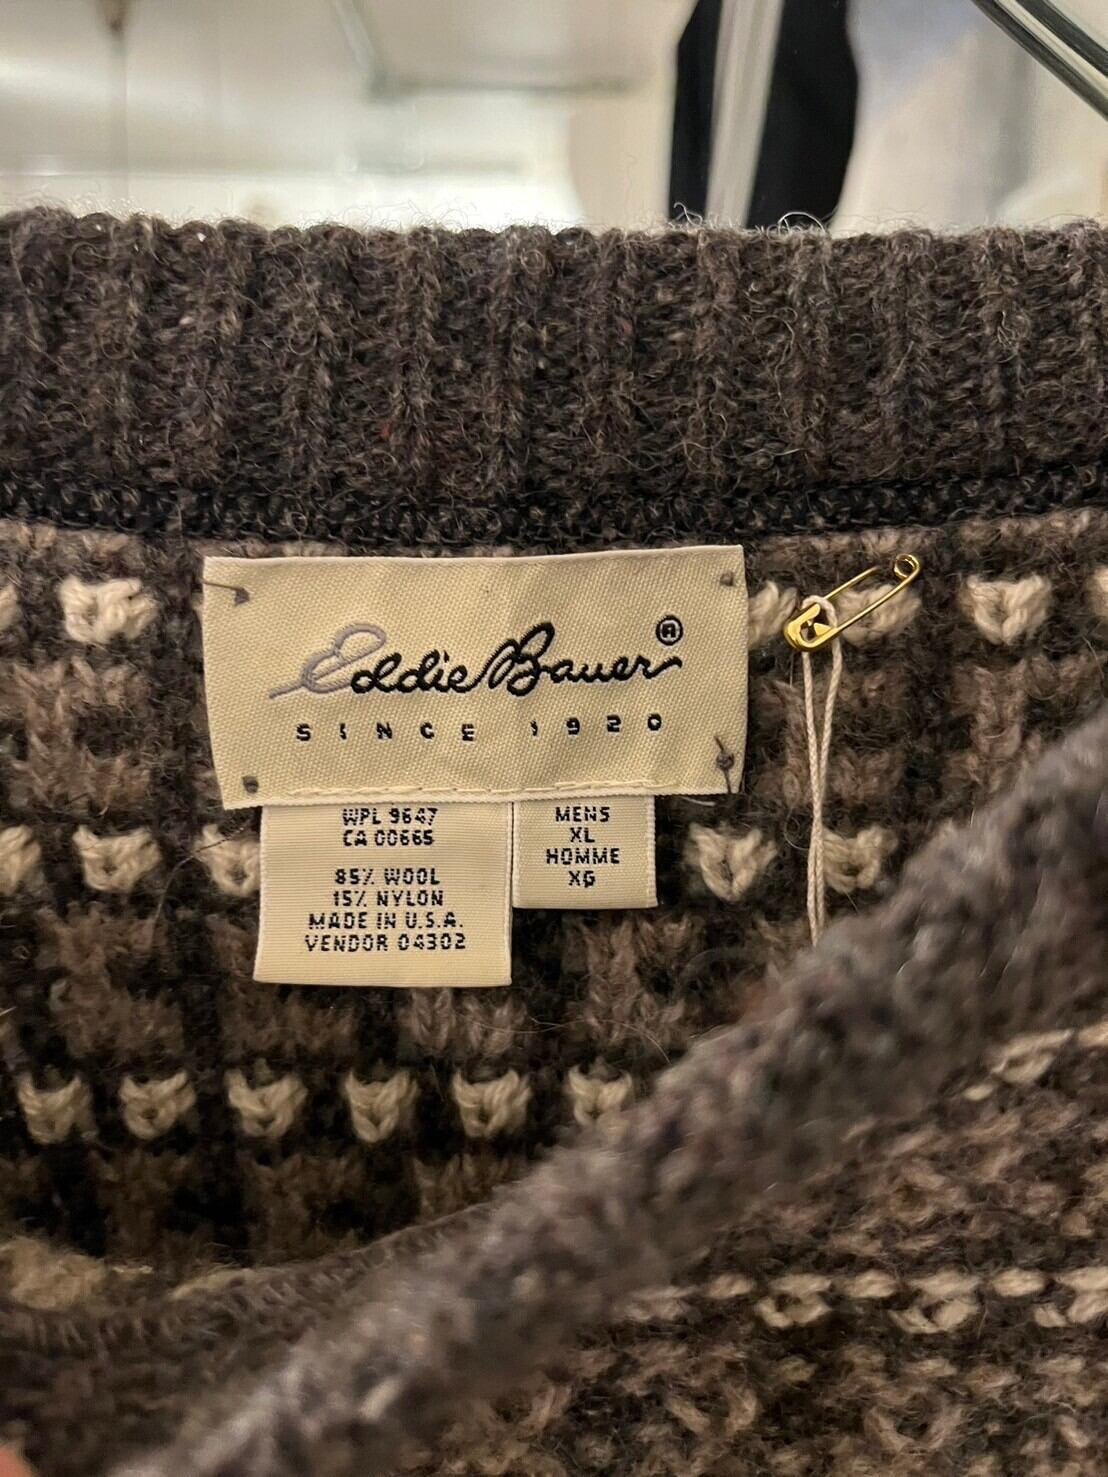 Eddie Bauer®
SINCE 1920
WPL 9647
CA 00665
85% WOOL
15% NYLON
MADE IN U.S.A.
VENDOR 04302
MENS
XL
HOMME
XG